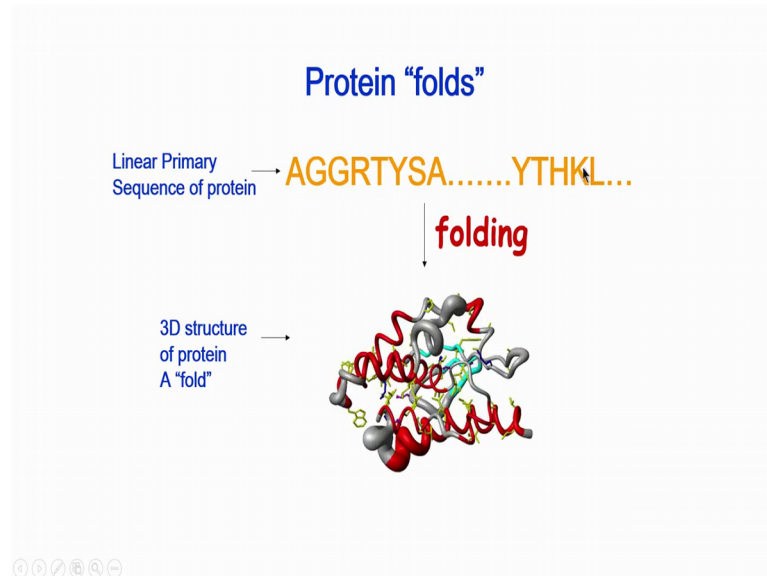 Protein “folds”
Linear Primary
Sequence of protein
AGGRTYSA.......YTHKL...
folding
3D structure
of protein
A “fold”